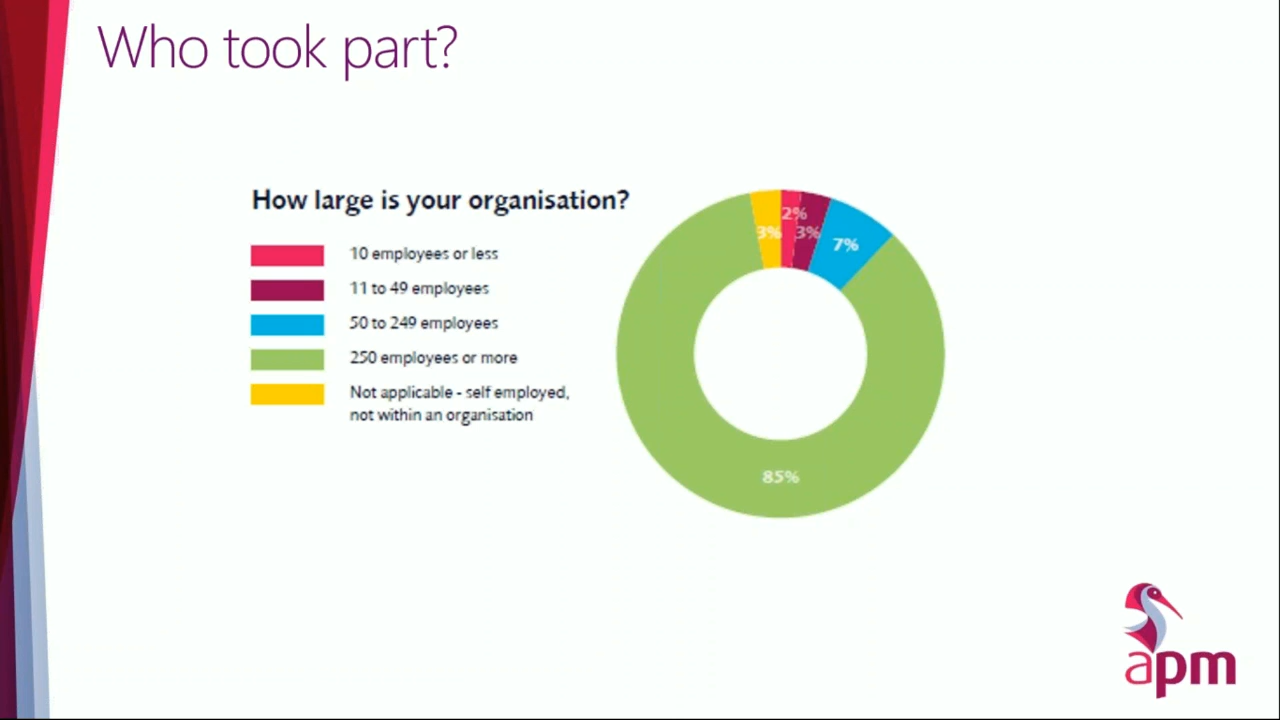 Who took part?
How large is your organisation?
10 employees or less
11 to 49 employees
50 to 249 employees
250 employees or more
Not applicable - self employed,
not within an organisation
2%
3%
3%
7%
85%
apm